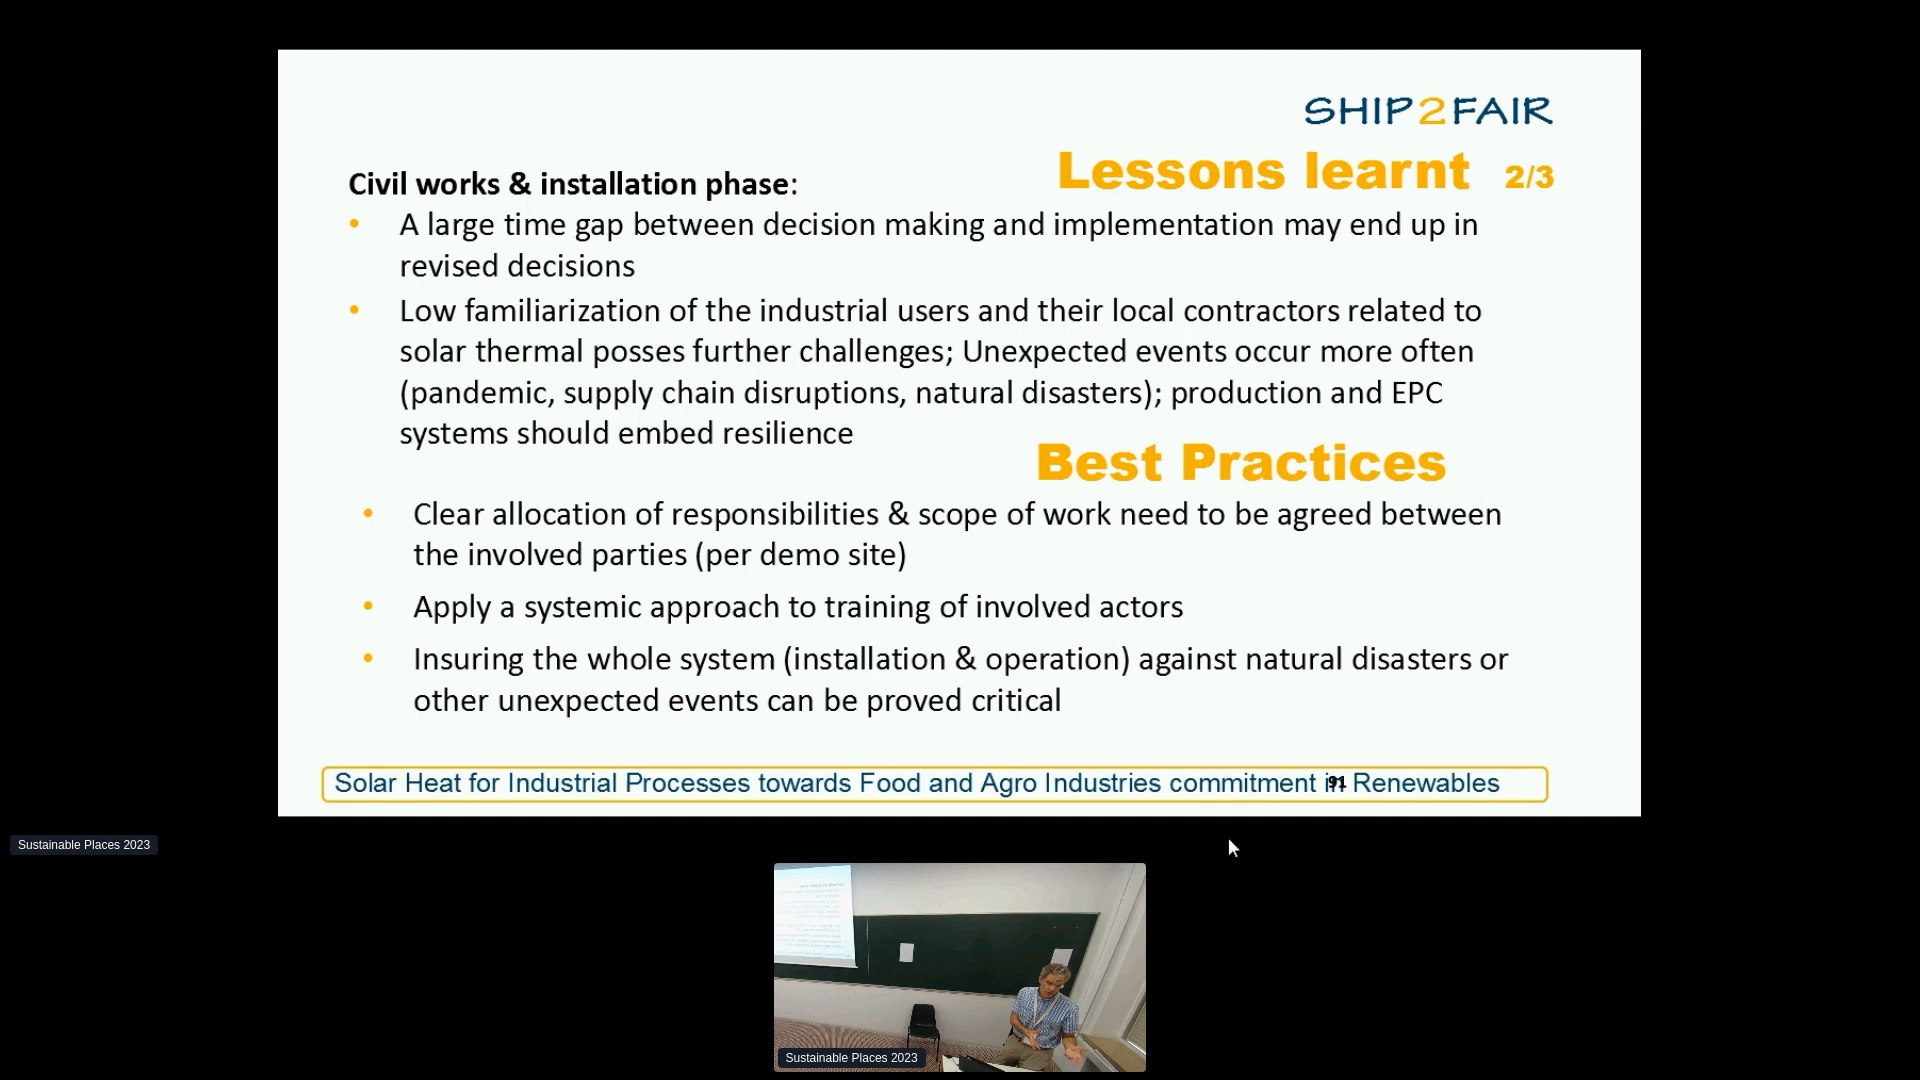 SHIP2FAIR
Lessons learnt 2/3
Civil works & installation phase:
• A large time gap between decision making and implementation may end up in
revised decisions
• Low familiarization of the industrial users and their local contractors related to
solar thermal posses further challenges; Unexpected events occur more often
(pandemic, supply chain disruptions, natural disasters); production and EPC
systems should embed resilience
Best Practices
• Clear allocation of responsibilities & scope of work need to be agreed between
the involved parties (per demo site)
• Apply a systemic approach to training of involved actors
• Insuring the whole system (installation & operation) against natural disasters or
other unexpected events can be proved critical
Solar Heat for Industrial Processes towards Food and Agro Industries commitment in Renewables
91
Sustainable Places 2023
Sustainable Places 2023